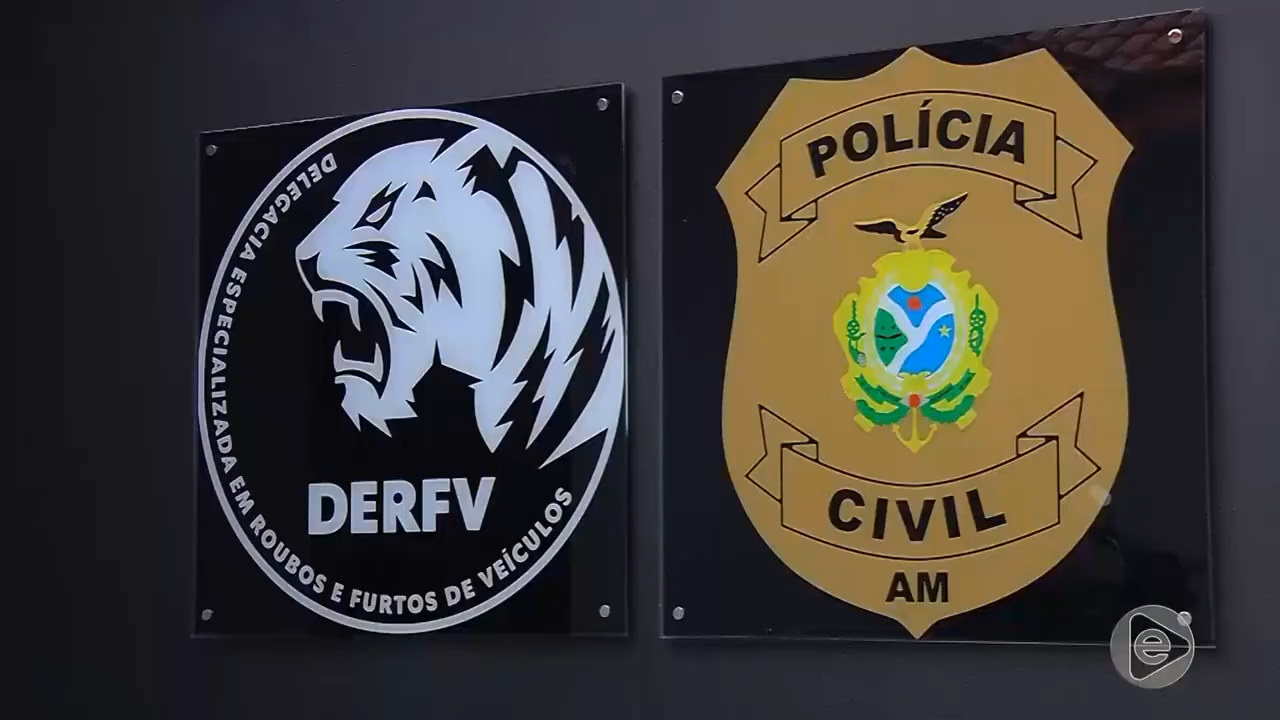 DELEGACIA ESPECIALIZADA EM ROUBOS E FURTOS DE VEÍCULOS
DERFV
POLÍCIA
CIVIL
AM
e